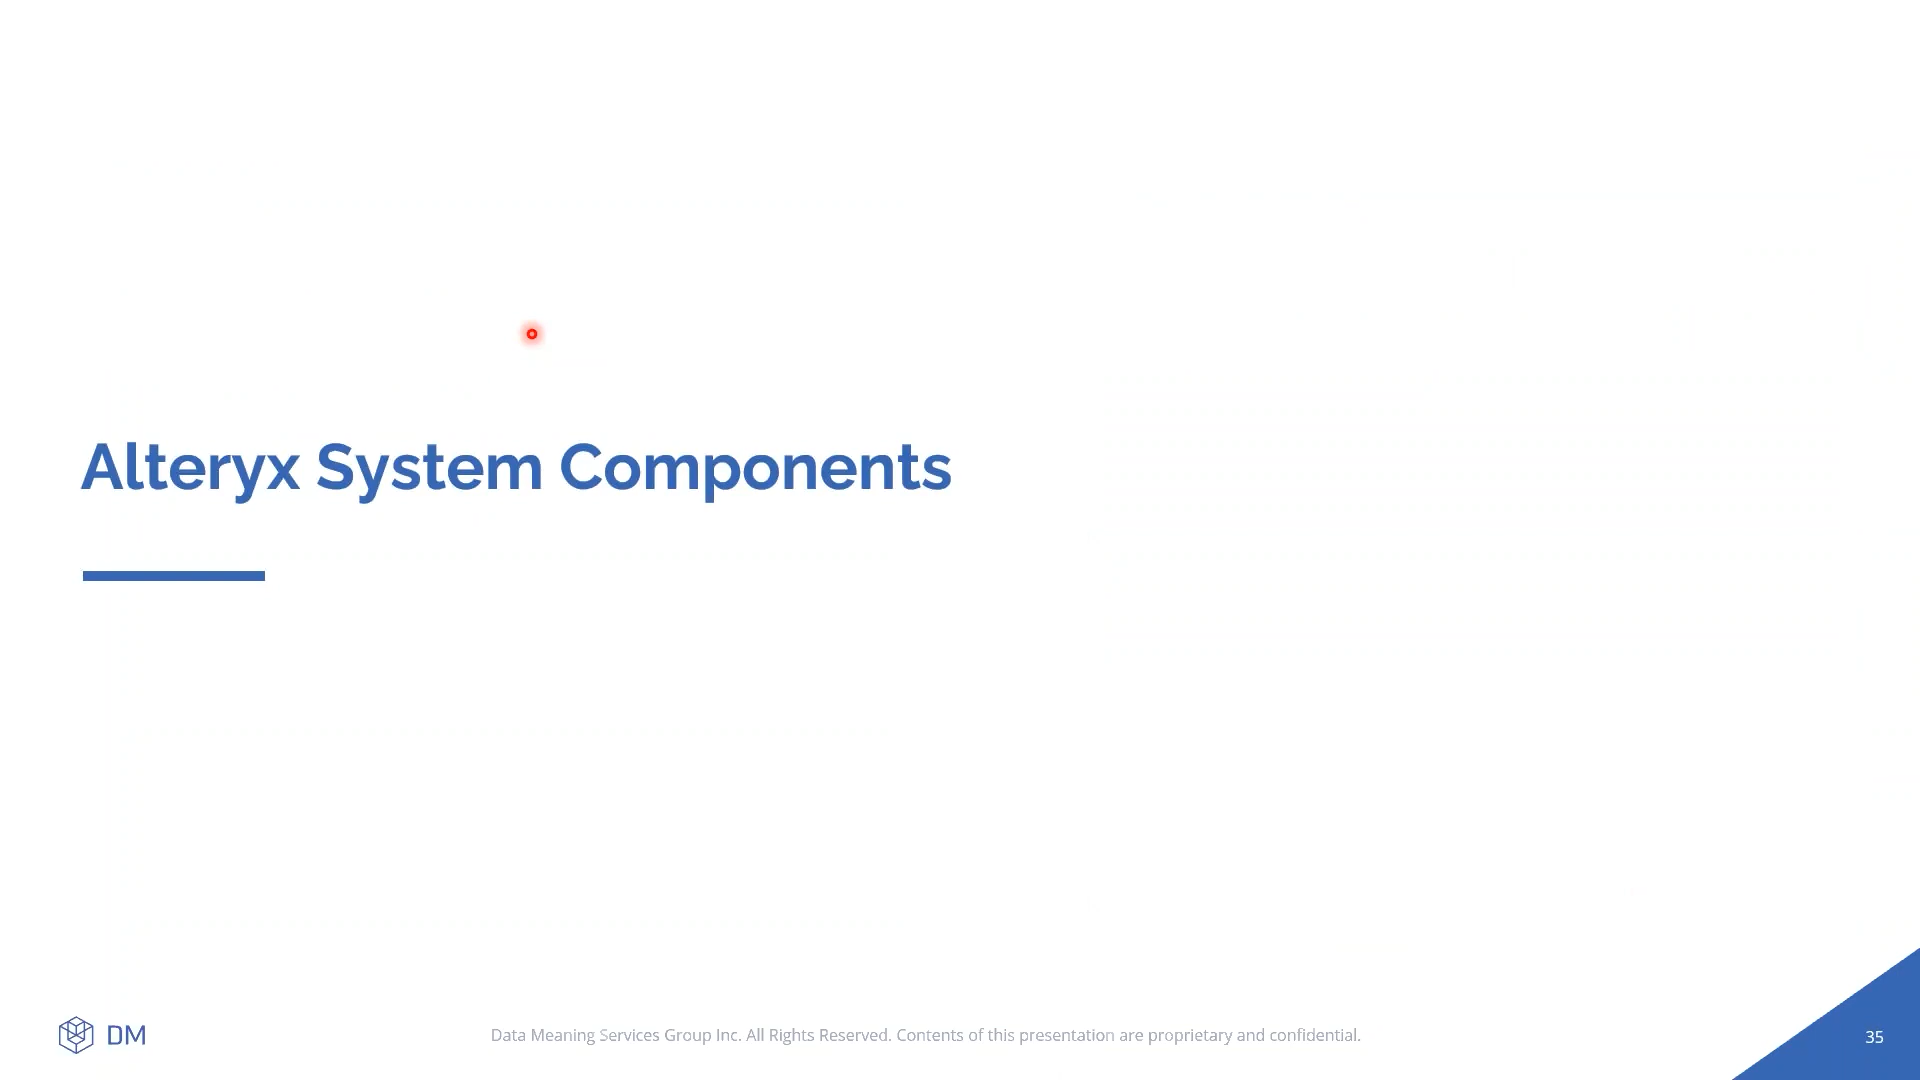 Alteryx System Components
DM
Data Meaning Services Group Inc. All Rights Reserved. Contents of this presentation are proprietary and confidential.
35